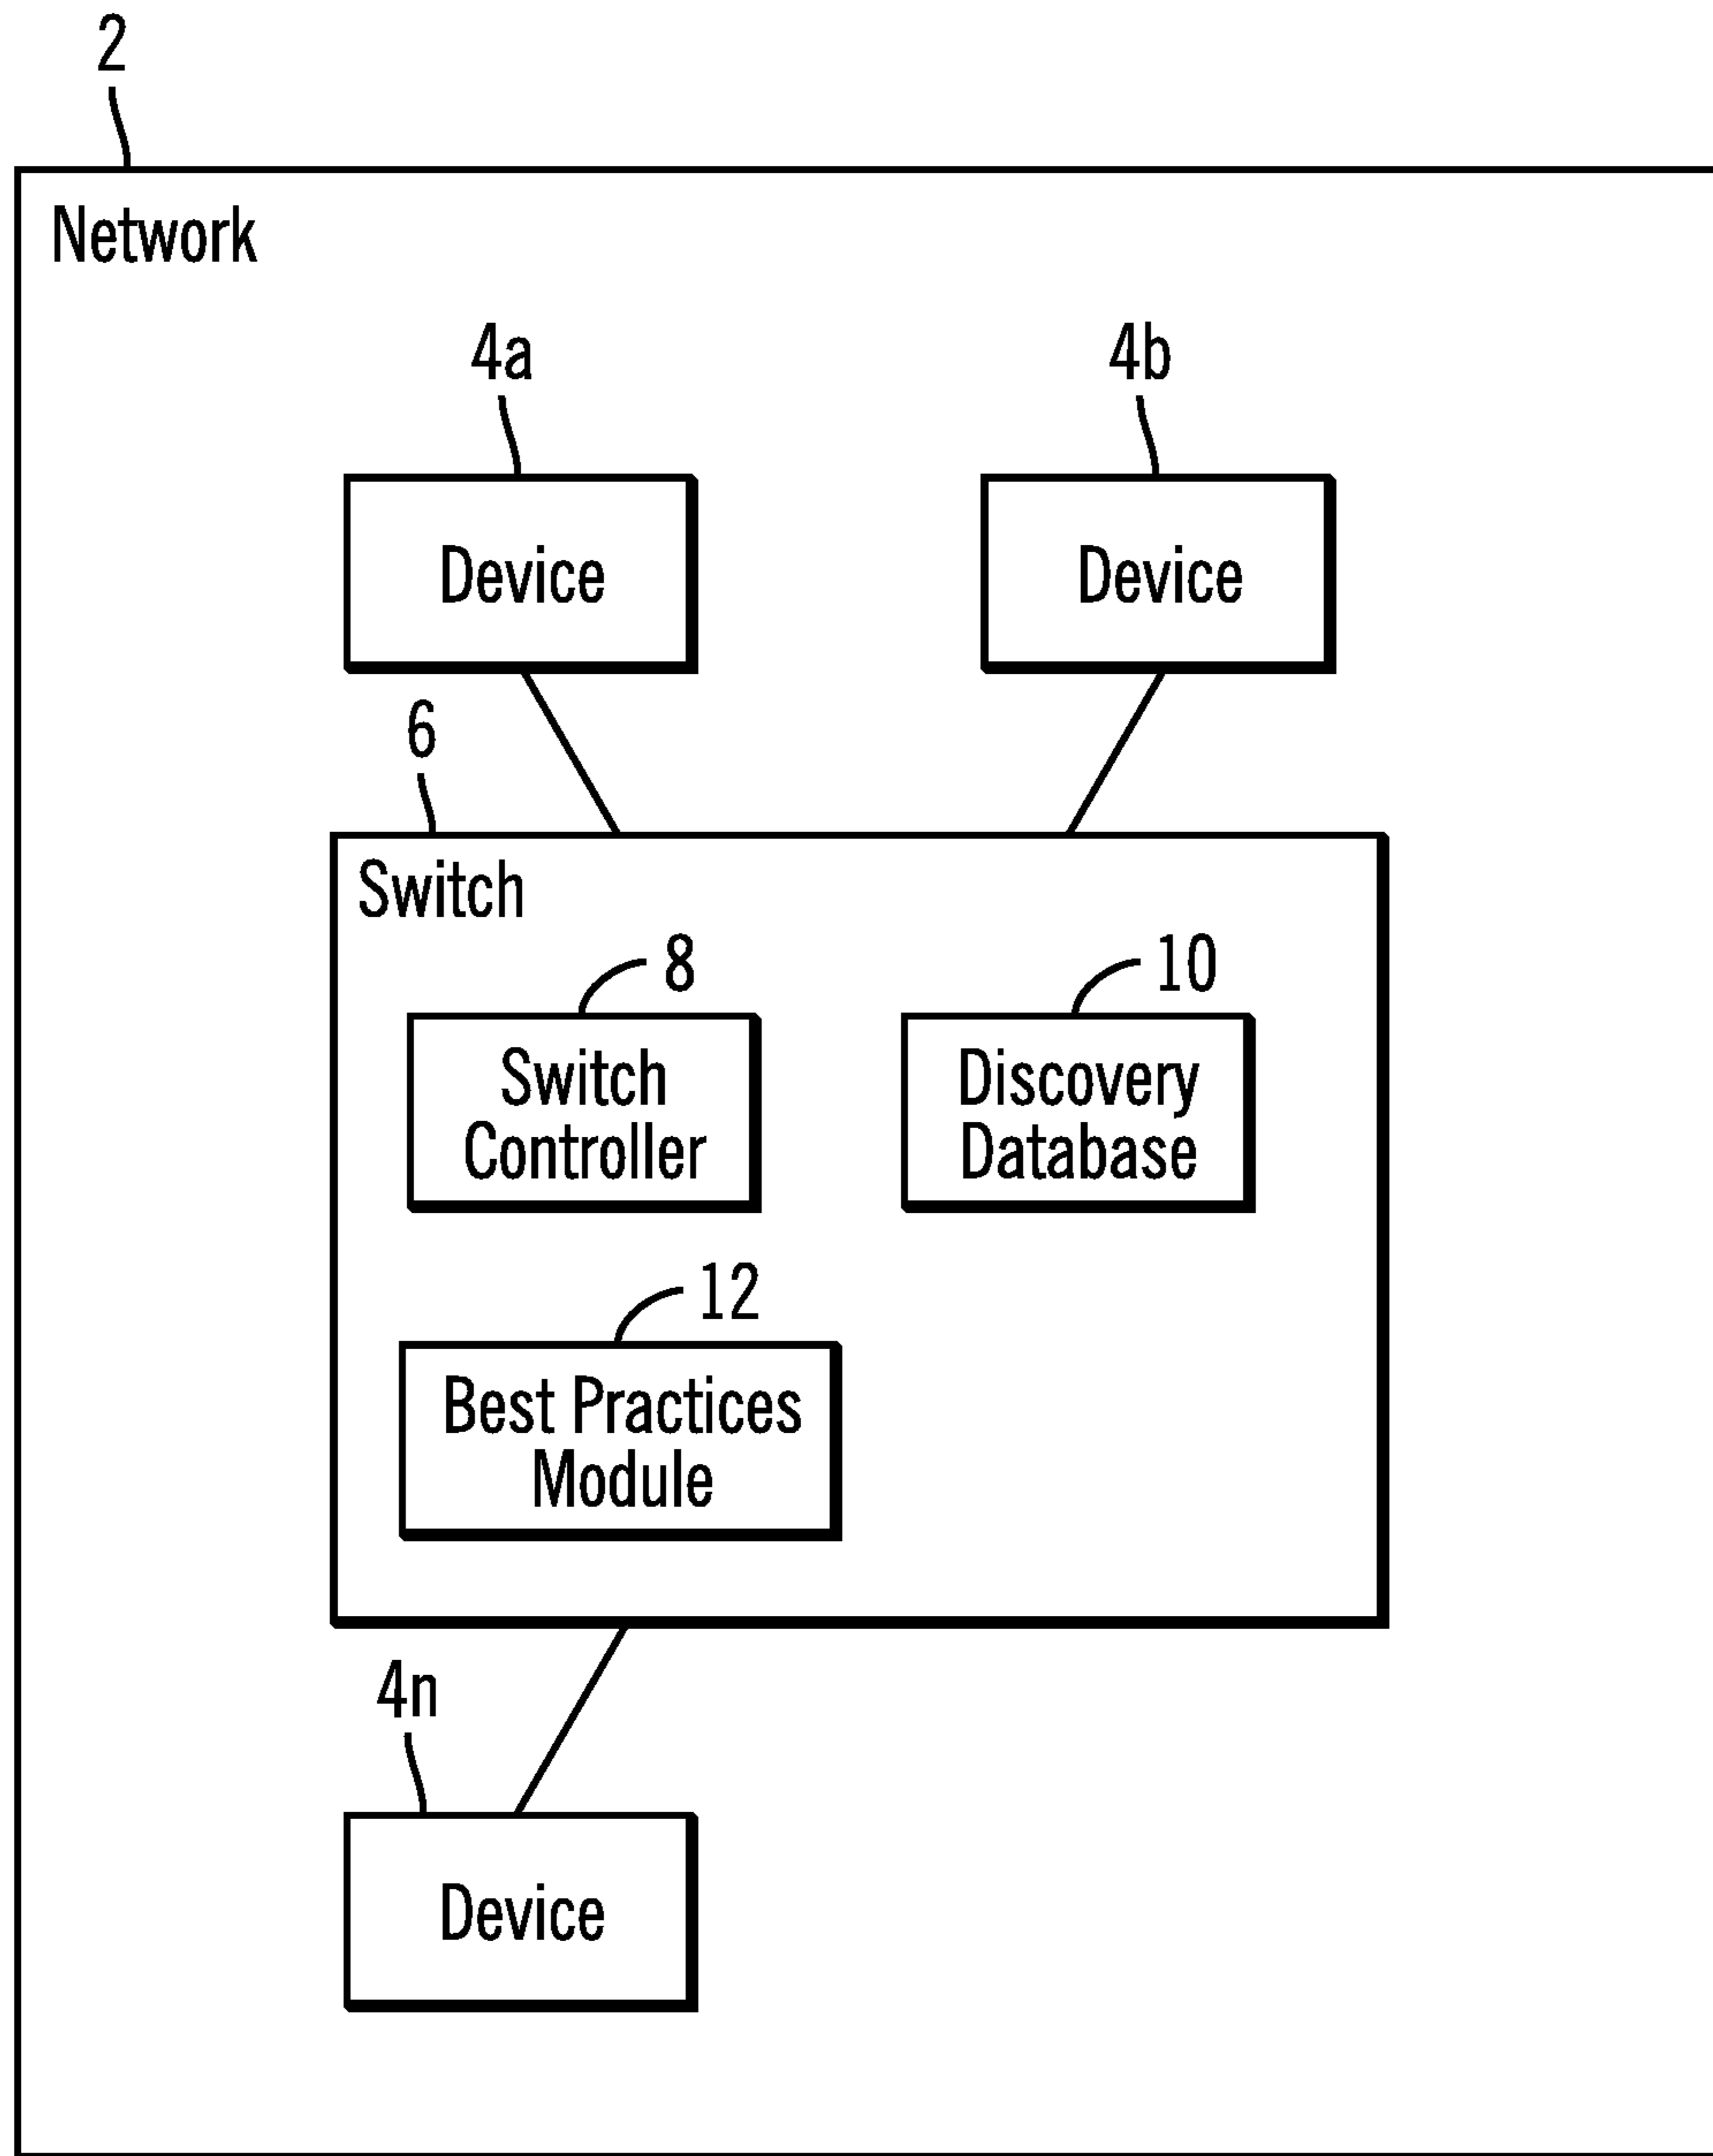 2
Network
4a
4b
Device
Device
6
Switch
8
10
Switch
Controller
Discovery
Database
12
Best Practices
Module
4n
Device